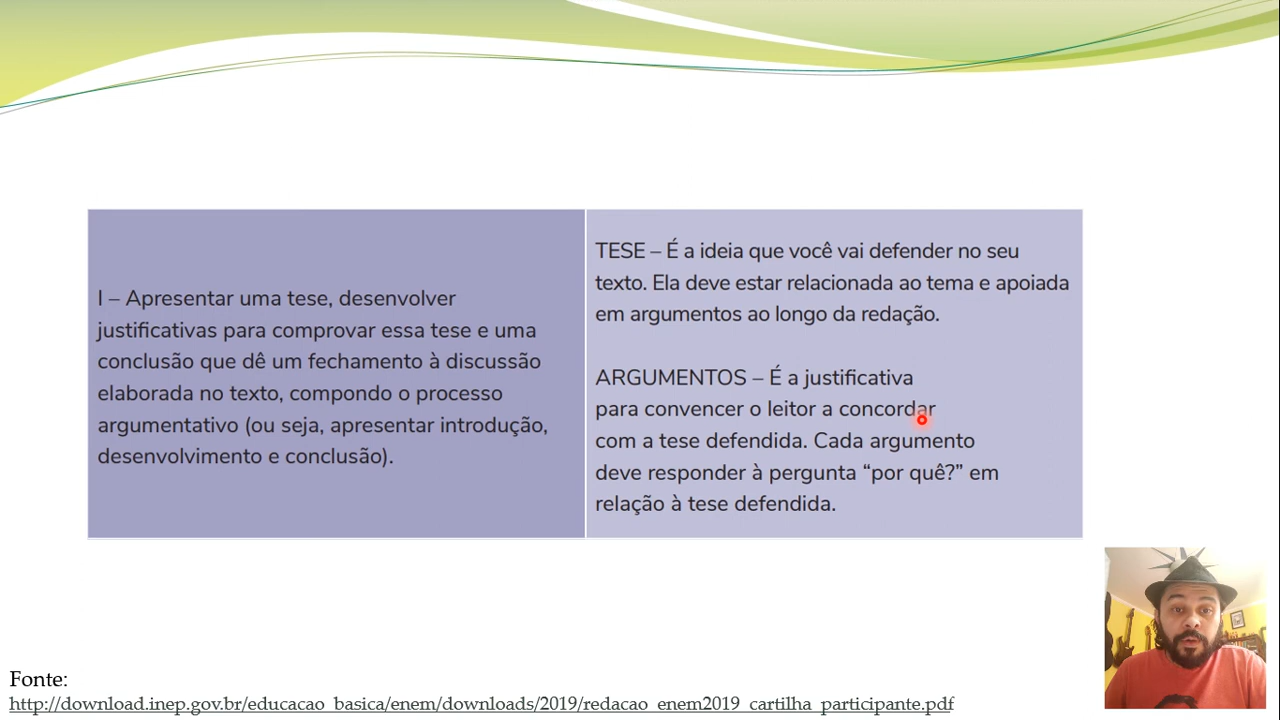 I – Apresentar uma tese, desenvolver
justificativas para comprovar essa tese e uma
conclusão que dê um fechamento à discussão
elaborada no texto, compondo o processo
argumentativo (ou seja, apresentar introdução,
desenvolvimento e conclusão).
TESE – É a ideia que você vai defender no seu
texto. Ela deve estar relacionada ao tema e apoiada
em argumentos ao longo da redação.
ARGUMENTOS – É a justificativa
para convencer o leitor a concordar
com a tese defendida. Cada argumento
deve responder à pergunta “por quê?” em
relação à tese defendida.
Fonte:
http://download.inep.gov.br/educacao_basica/enem/downloads/2019/redacao_enem2019_cartilha_participante.pdf